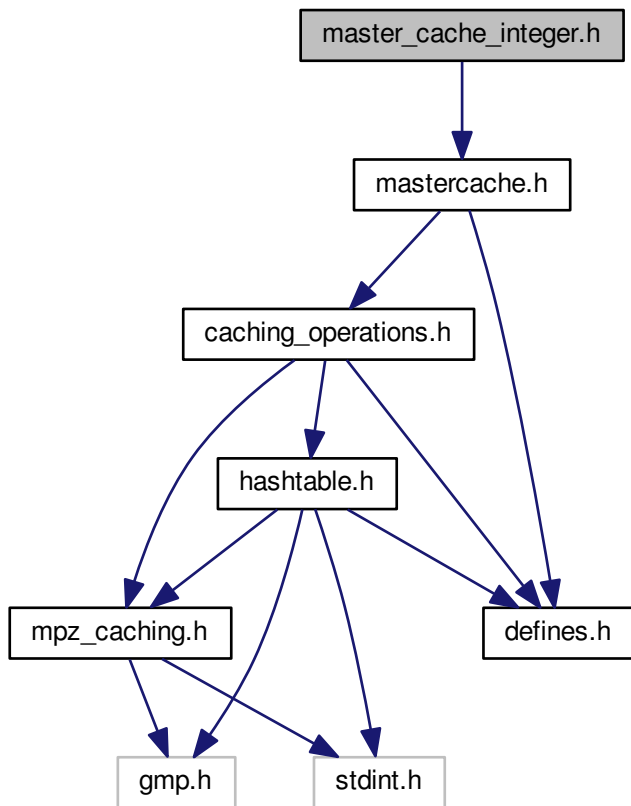 master_cache_integer.h
mastercache.h
caching_operations.h
hashtable.h
mpz_caching.h
defines.h
gmp.h
stdint.h